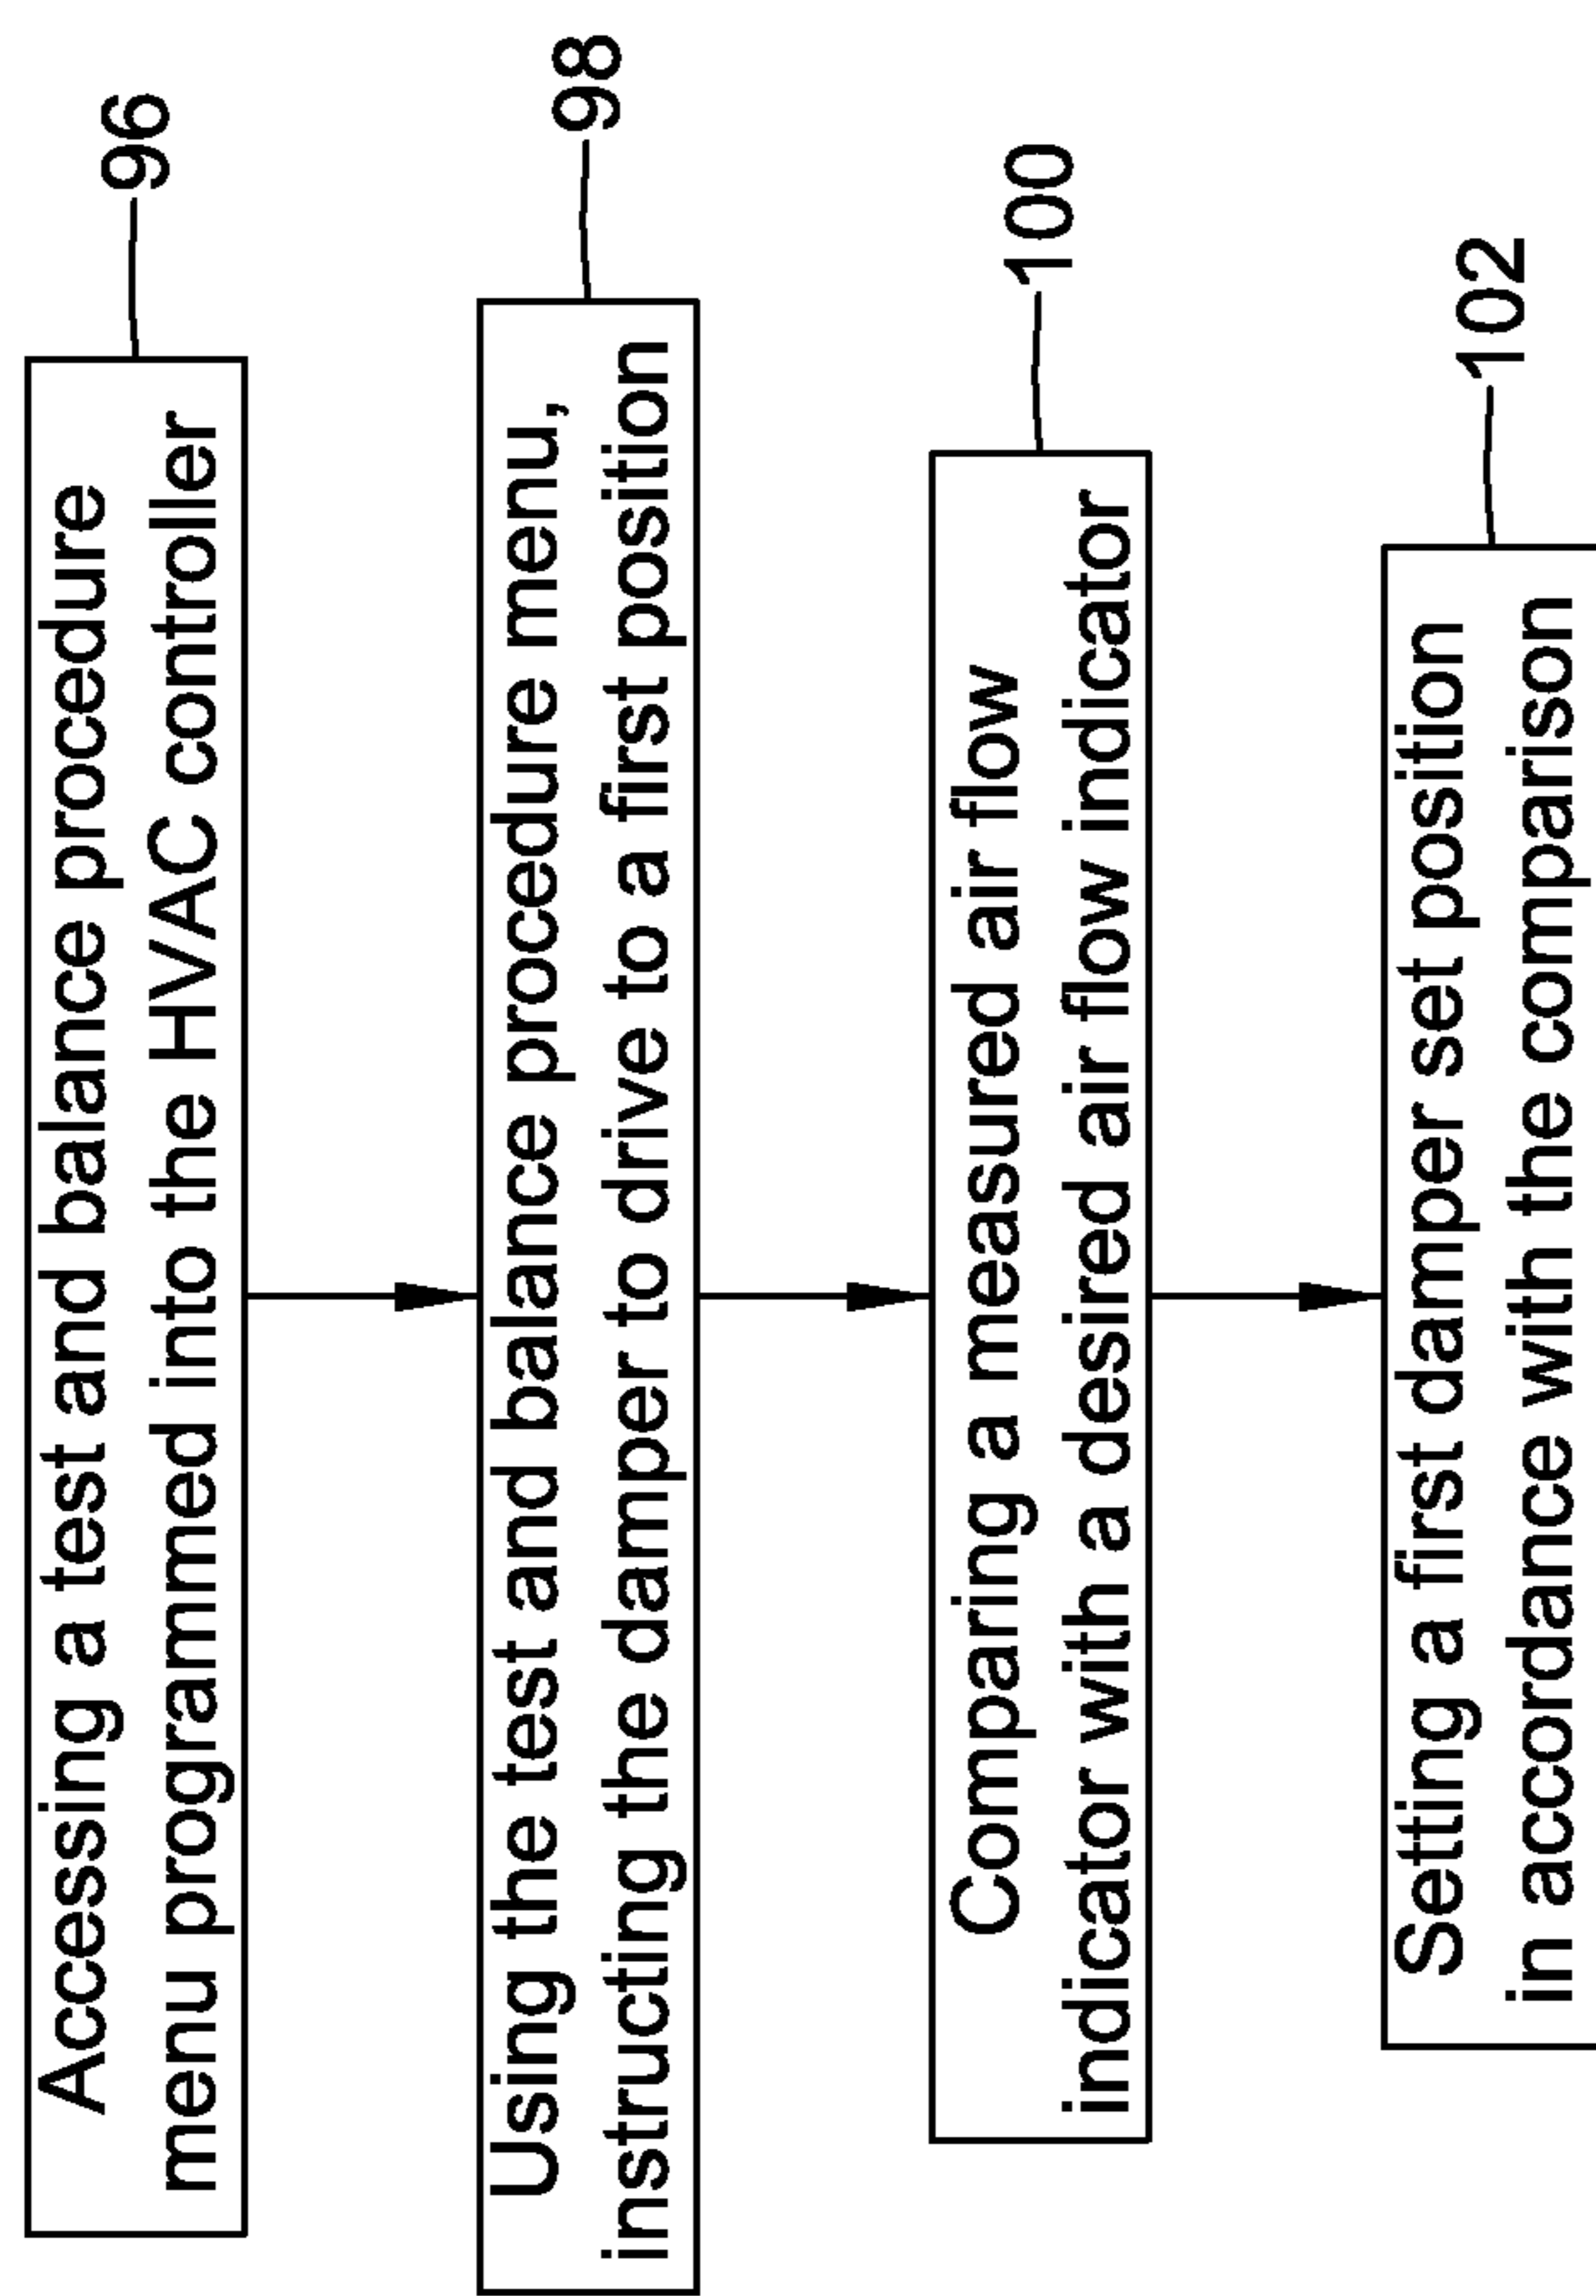 Accessing a test and balance procedure
menu programmed into the HVAC controller
96
Using the test and balance procedure menu,
instructing the damper to drive to a first position
98
Comparing a measured air flow
indicator with a desired air flow indicator
100
Setting a first damper set position
in accordance with the comparison
102